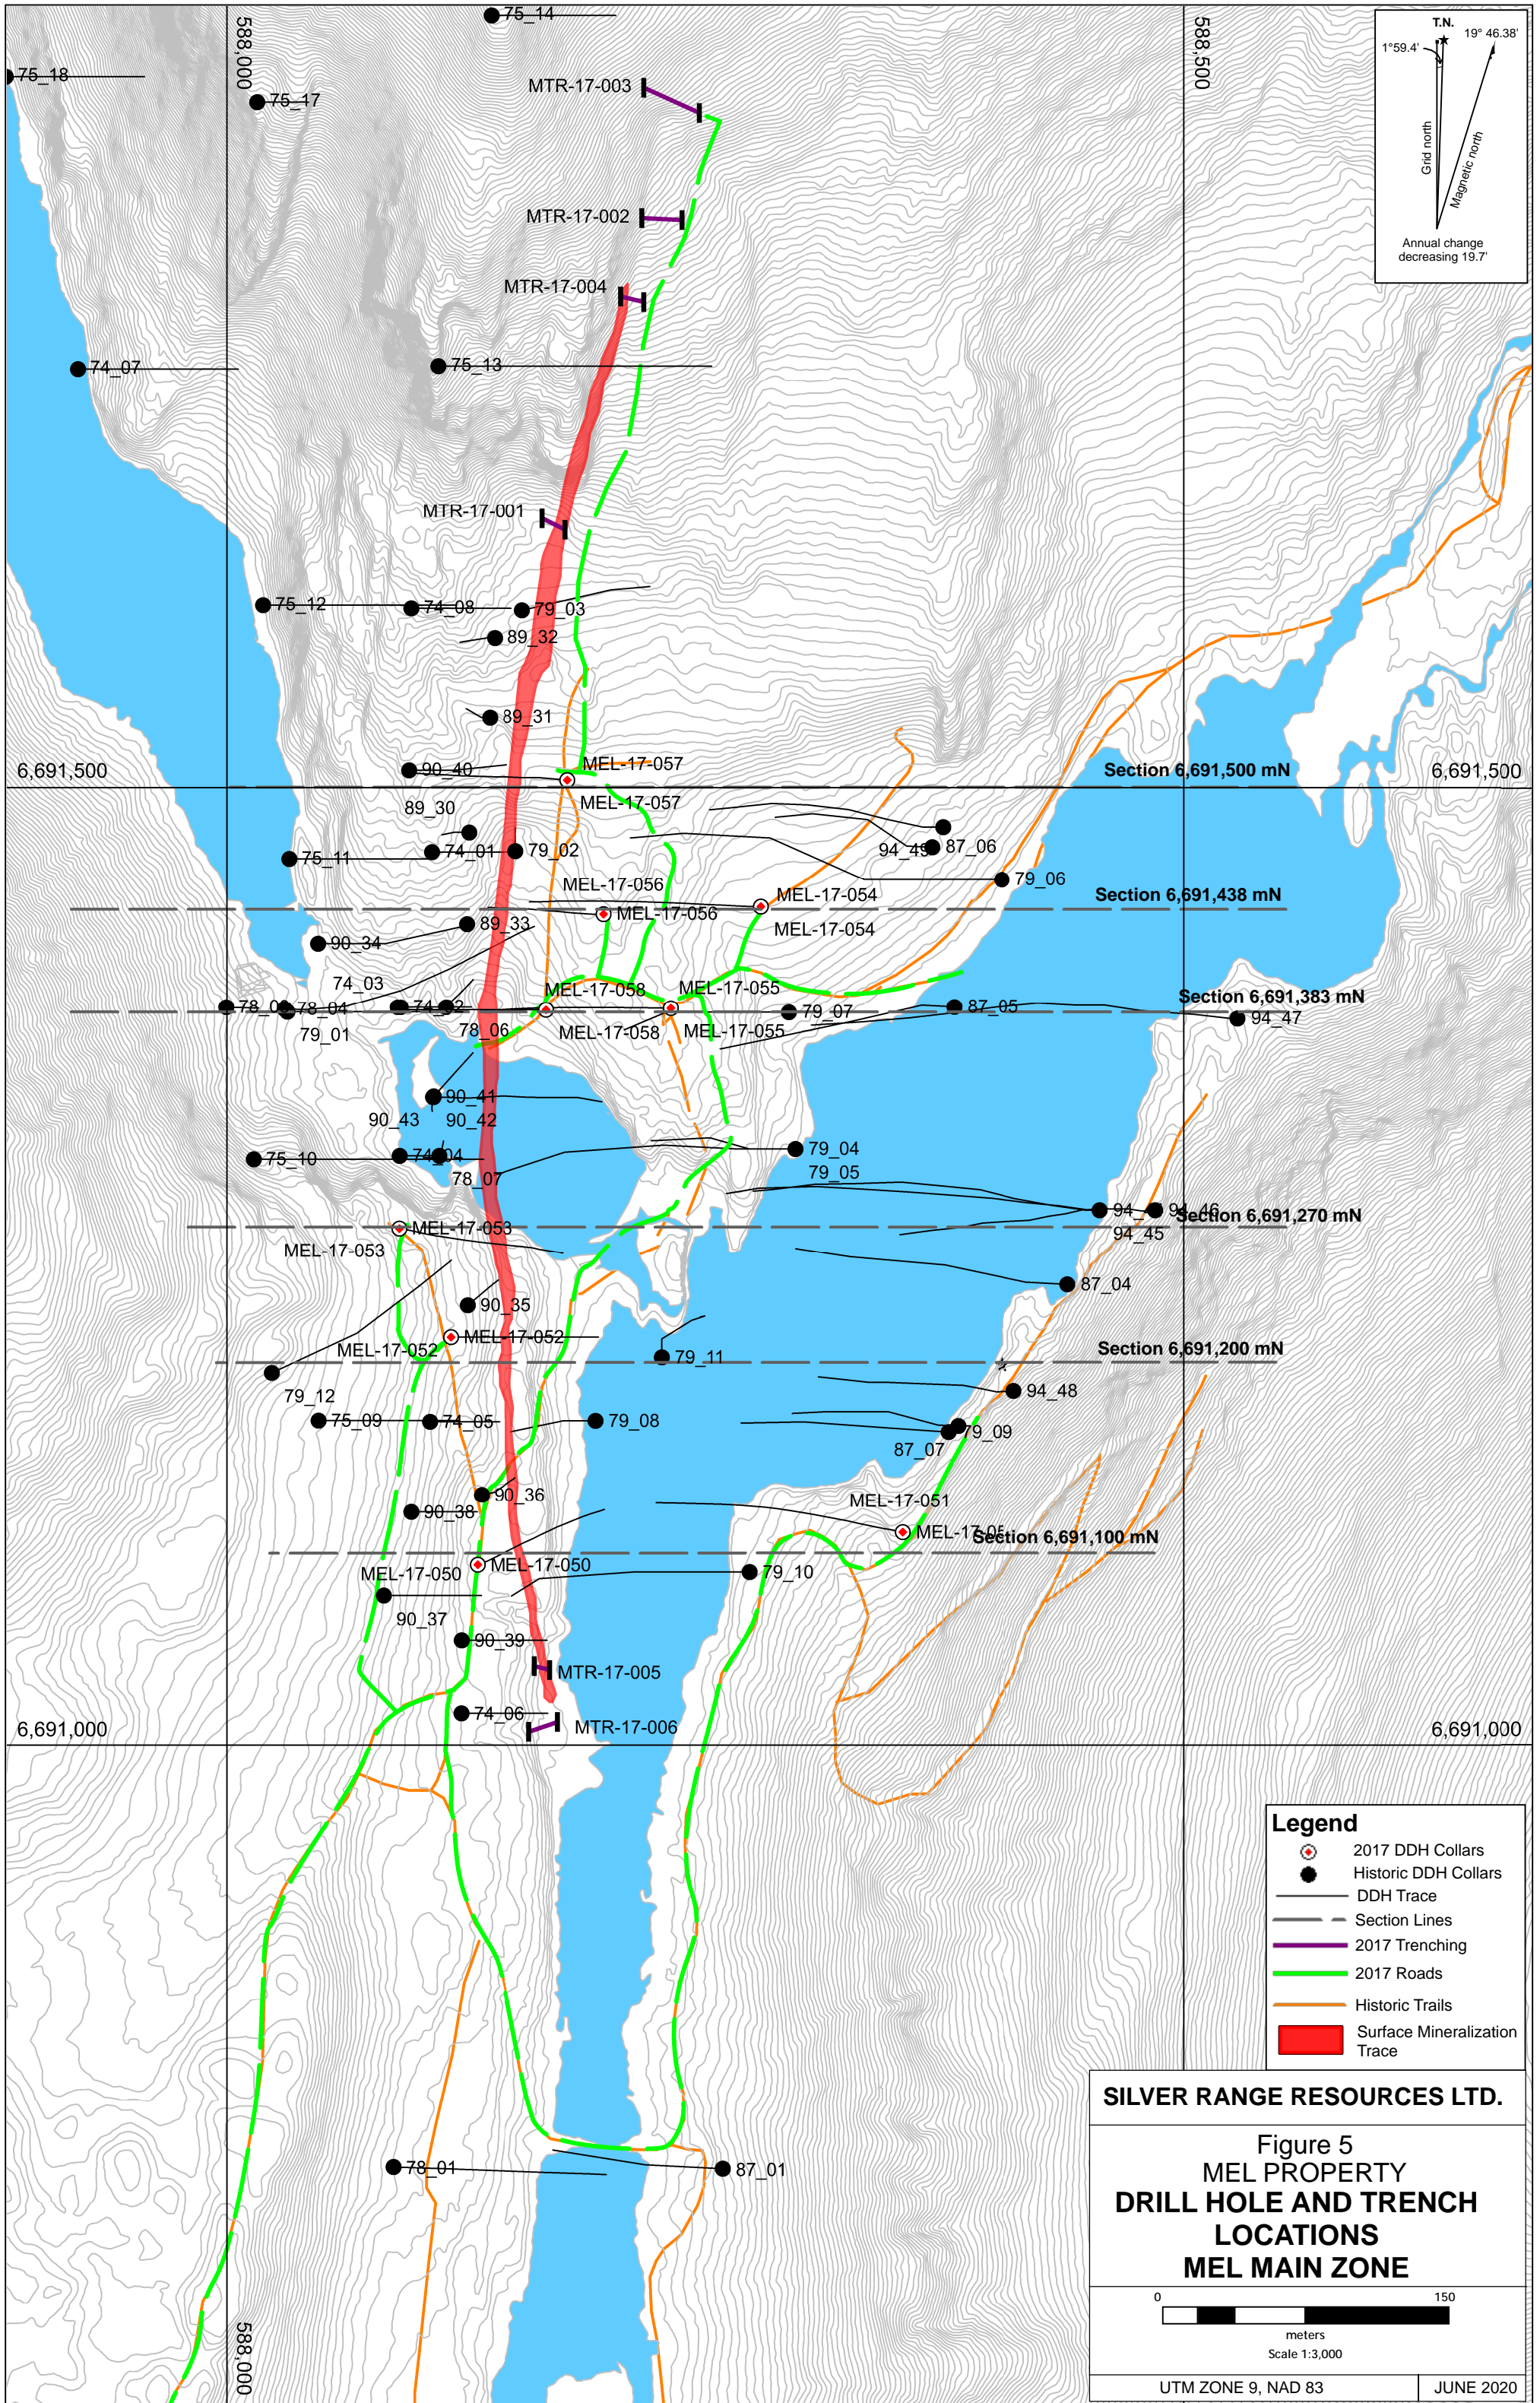 75_14
588,000
588,500
75_18
75_17
MTR-17-003
T.N.
1°59.4'
19° 46.38'
Grid north
Magnetic north
Annual change
decreasing 19.7'
MTR-17-002
MTR-17-004
74_07
75_13
MTR-17-001
75_12
74_08
79_03
89_32
89_31
6,691,500
90_40
MEL-17-057
Section 6,691,500 mN
6,691,500
MEL-17-057
89_30
75_11
74_01
79_02
94_49
87_06
79_06
MEL-17-056
MEL-17-054
Section 6,691,438 mN
MEL-17-056
MEL-17-054
89_33
90_34
74_03
MEL-17-058
MEL-17-055
Section 6,691,383 mN
78_04
79_07
87_05
94_47
79_01
78_06
MEL-17-058
MEL-17-055
90_41
90_43
90_42
75_10
74_04
79_04
78_07
79_05
94_46
Section 6,691,270 mN
94_45
MEL-17-053
MEL-17-053
87_04
90_35
MEL-17-052
MEL-17-052
79_11
Section 6,691,200 mN
79_12
94_48
75_09
74_05
79_08
79_09
87_07
90_36
90_38
MEL-17-051
Section 6,691,100 mN
MEL-17-050
MEL-17-050
79_10
90_37
90_39
MTR-17-005
74_06
MTR-17-006
6,691,000
6,691,000
Legend
2017 DDH Collars
Historic DDH Collars
DDH Trace
Section Lines
2017 Trenching
2017 Roads
Historic Trails
Surface Mineralization
Trace
SILVER RANGE RESOURCES LTD.
Figure 5
MEL PROPERTY
DRILL HOLE AND TRENCH
LOCATIONS
MEL MAIN ZONE
78_01
87_01
0
150
meters
Scale 1:3,000
588,000
UTM ZONE 9, NAD 83
JUNE 2020